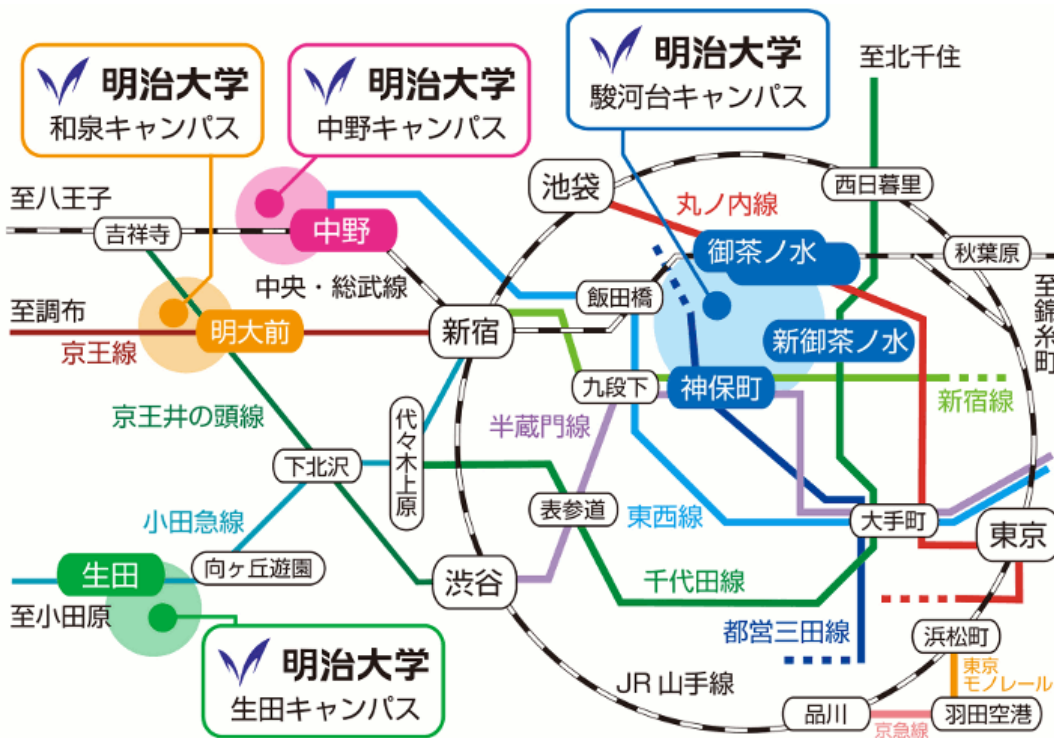 明治大学
和泉キャンパス
明治大学
中野キャンパス
明治大学
駿河台キャンパス
至北千住
至八王子
吉祥寺
中野
池袋
丸ノ内線
西日暮里
御茶ノ水
秋葉原
中央・総武線
飯田橋
至錦糸町
至調布
京王線
明大前
新宿
新御茶ノ水
九段下
神保町
新宿線
京王井の頭線
代々木上原
半蔵門線
下北沢
小田急線
表参道
東西線
大手町
東京
生田
向ヶ丘遊園
渋谷
千代田線
至小田原
都営三田線
浜松町
明治大学
生田キャンパス
JR山手線
東京
モノレール
品川
京急線
羽田空港